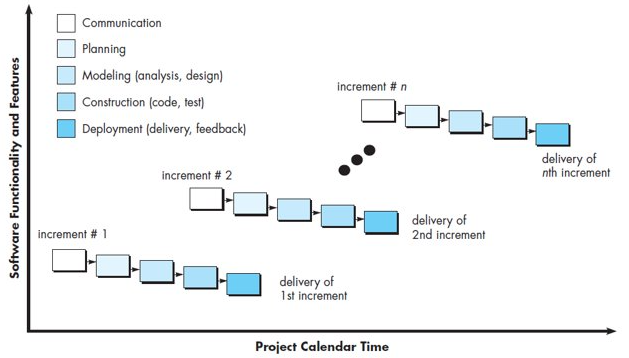 Communication
Planning
Modeling (analysis, design)
Construction (code, test)
Deployment (delivery, feedback)
Software Functionality and Features
increment # n
delivery of
nth increment
increment # 2
delivery of
2nd increment
increment # 1
delivery of
1st increment
Project Calendar Time